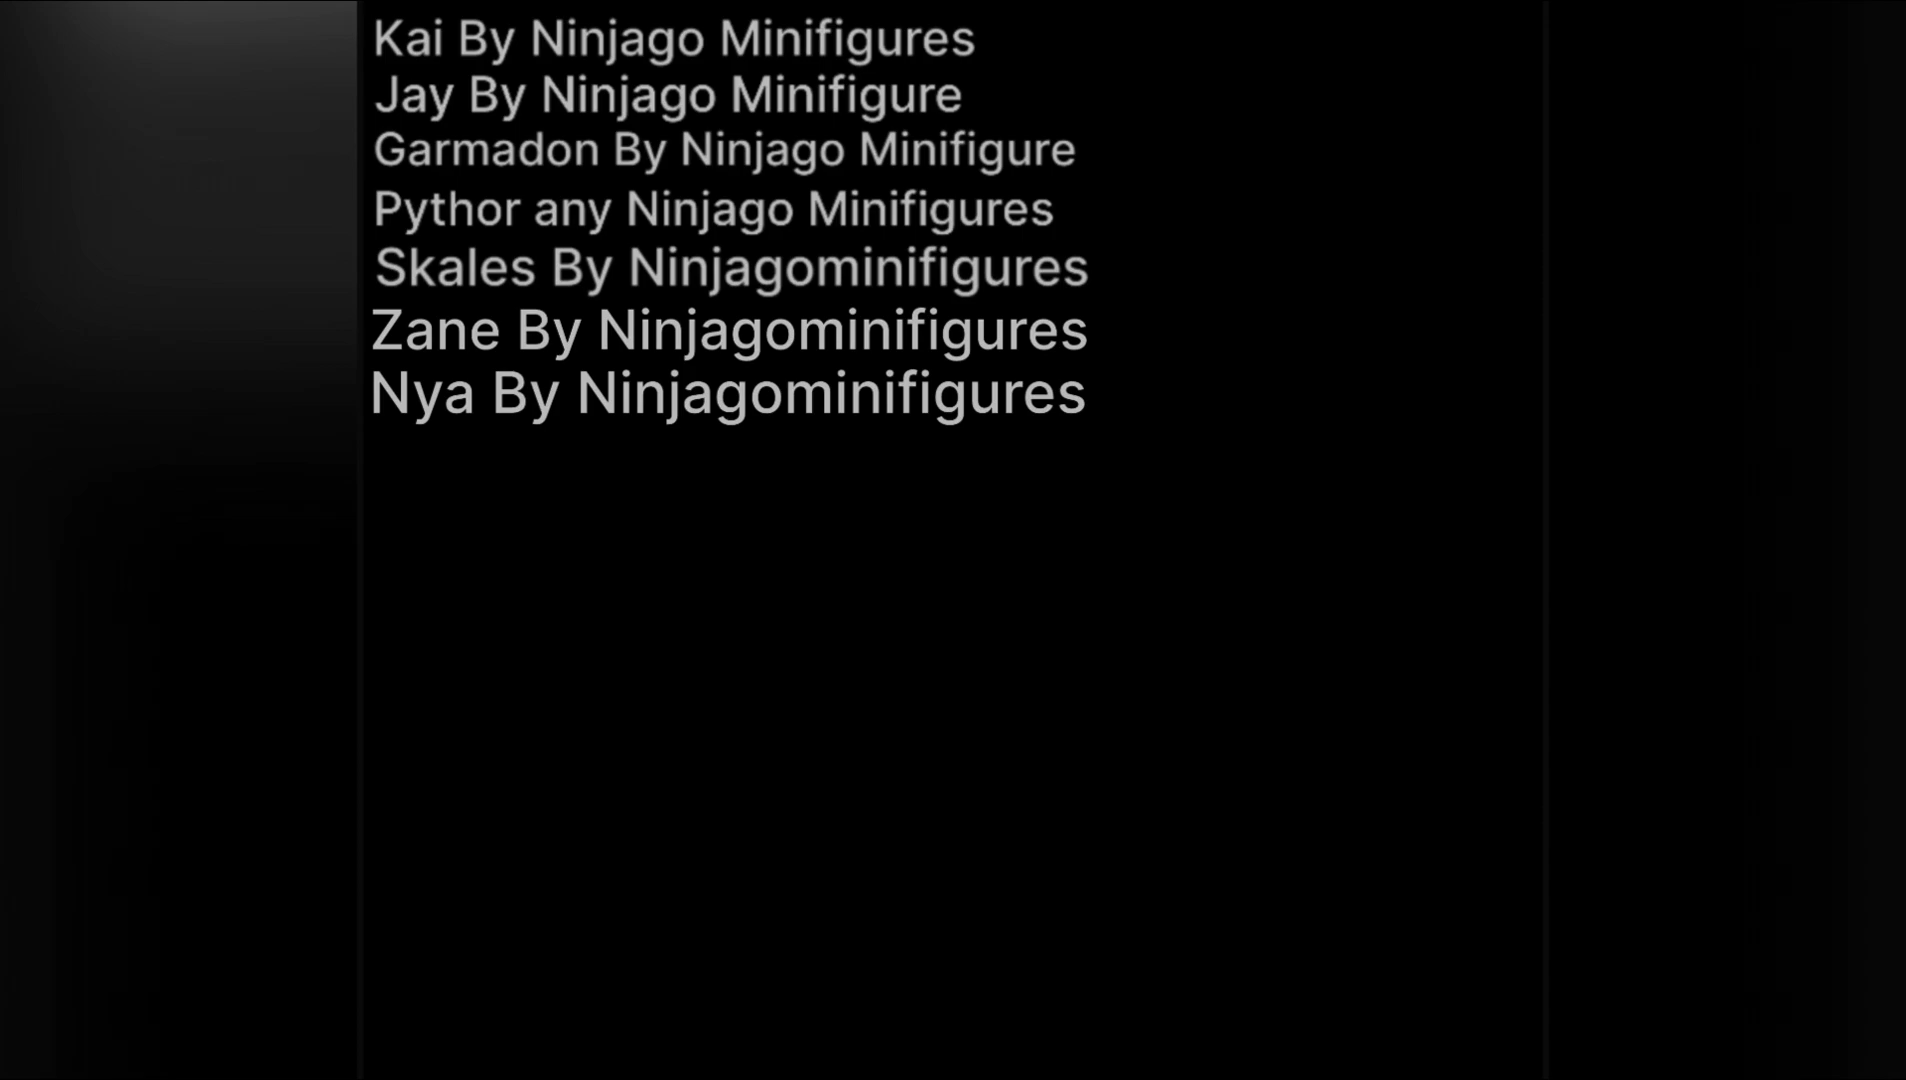 Kai By Ninjago Minifigures
Jay By Ninjago Minifigure
Garmadon By Ninjago Minifigure
Pythor any Ninjago Minifigures
Skales By Ninjagominifigures
Zane By Ninjagominifigures
Nya By Ninjagominifigures